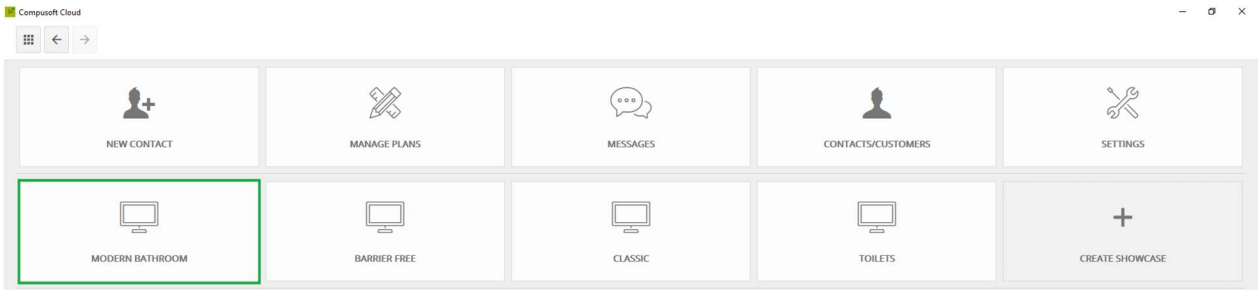 Compusoft Cloud
NEW CONTACT
MANAGE PLANS
MESSAGES
CONTACTS/CUSTOMERS
SETTINGS
MODERN BATHROOM
BARRIER FREE
CLASSIC
TOILETS
CREATE SHOWCASE